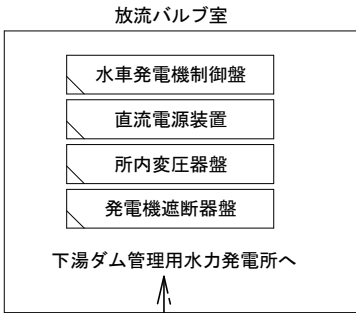 放流バルブ室
水車発電機制御盤
直流電源装置
所内変圧器盤
発電機遮断器盤
下湯ダム管理用水力発電所へ